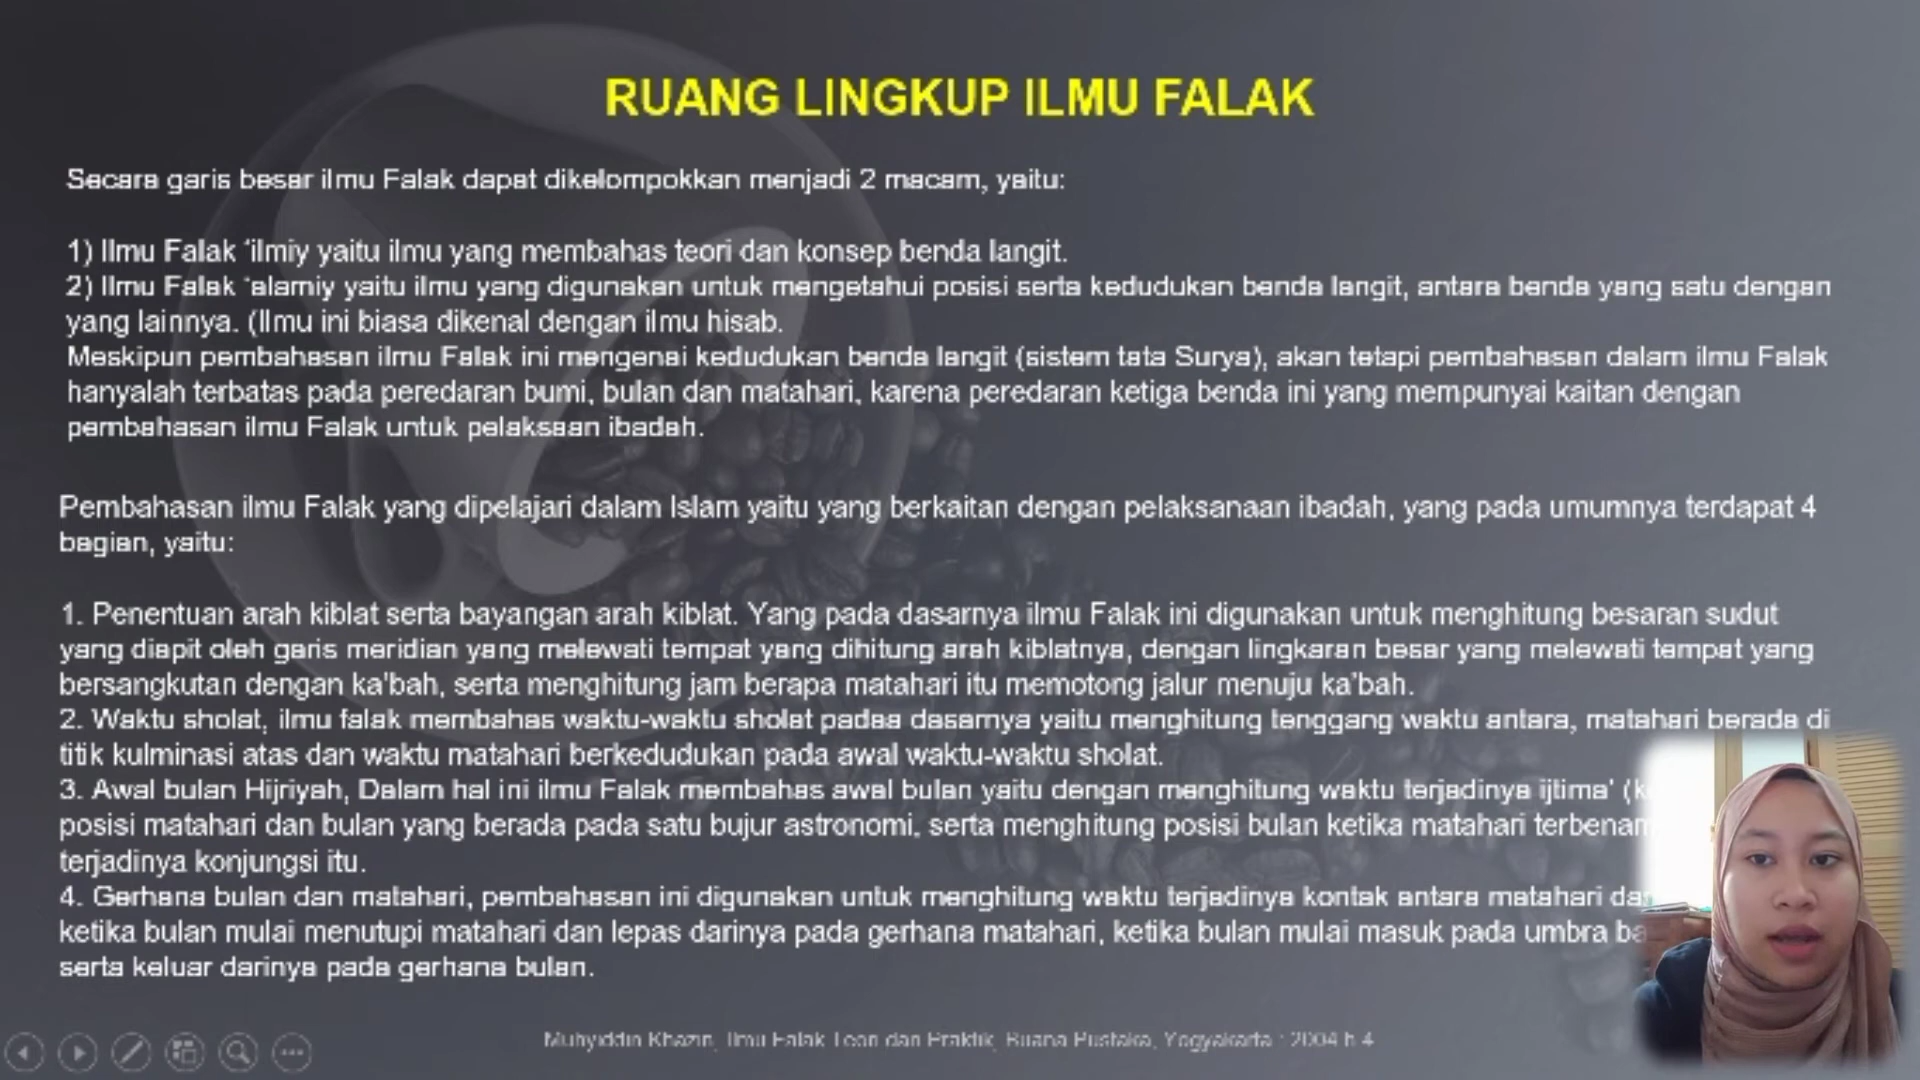 RUANG LINGKUP ILMU FALAK
Secara garis besar ilmu Falak dapat dikelompokkan menjadi 2 macam, yaitu:
1) Ilmu Falak 'ilmiy yaitu ilmu yang membahas teori dan konsep benda langit.
2) Ilmu Falak 'alamiy yaitu ilmu yang digunakan untuk mengetahui posisi serta kedudukan benda langit, antara benda yang satu dengan
yang lainnya. (Ilmu ini biasa dikenal dengan ilmu hisab.
Meskipun pembahasan ilmu Falak ini mengenai kedudukan benda langit (sistem tata Surya), akan tetapi pembahasan dalam ilmu Falak
hanyalah terbatas pada peredaran bumi, bulan dan matahari, karena peredaran ketiga benda ini yang mempunyai kaitan dengan
pembahasan ilmu Falak untuk pelaksaan ibadah.
Pembahasan ilmu Falak yang dipelajari dalam Islam yaitu yang berkaitan dengan pelaksanaan ibadah, yang pada umumnya terdapat 4
bagian, yaitu:
1. Penentuan arah kiblat serta bayangan arah kiblat. Yang pada dasarnya ilmu Falak ini digunakan untuk menghitung besaran sudut
yang diapit oleh garis meridian yang melewati tempat yang dihitung arah kiblatnya, dengan lingkaran besar yang melewati tempat yang
bersangkutan dengan ka'bah, serta menghitung jam berapa matahari itu memotong jalur menuju ka'bah.
2. Waktu sholat, ilmu falak membahas waktu-waktu sholat padaa dasarnya yaitu menghitung tenggang waktu antara, matahari berada di
titik kulminasi atas dan waktu matahari berkedudukan pada awal waktu-waktu sholat.
3. Awal bulan Hijriyah, Dalam hal ini ilmu Falak membahas awal bulan yaitu dengan menghitung waktu terjadinya ijtima'
posisi matahari dan bulan yang berada pada satu bujur astronomi, serta menghitung posisi bulan ketika matahari terbenam
terjadinya konjungsi itu.
4. Gerhana bulan dan matahari, pembahasan ini digunakan untuk menghitung waktu terjadinya kontak antara matahari
ketika bulan mulai menutupi matahari dan lepas darinya pada gerhana matahari, ketika bulan mulai masuk pada umbra
serta keluar darinya pada gerhana bulan.
Muhyiddin Khazin, Ilmu Falak Teori dan Praktik, Buana Pustaka, Yogyakarta : 2004 h 4